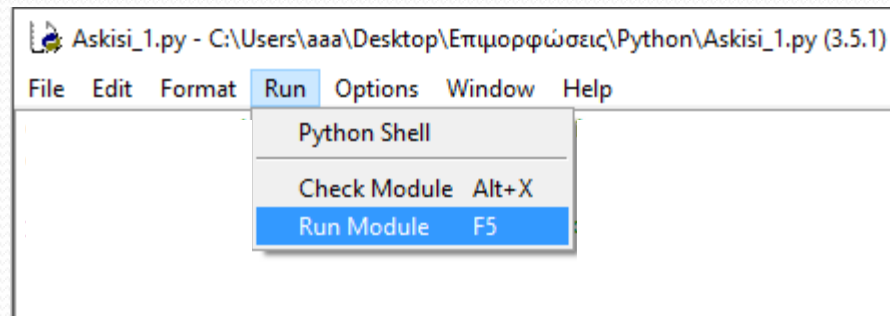 Askisi_1.py - C:\Users\aaa\Desktop\Επιμορφώσεις\Python\Askisi_1.py (3.5.1)
File Edit Format Run Options Window Help
Python Shell
Check Module Alt+X
Run Module F5